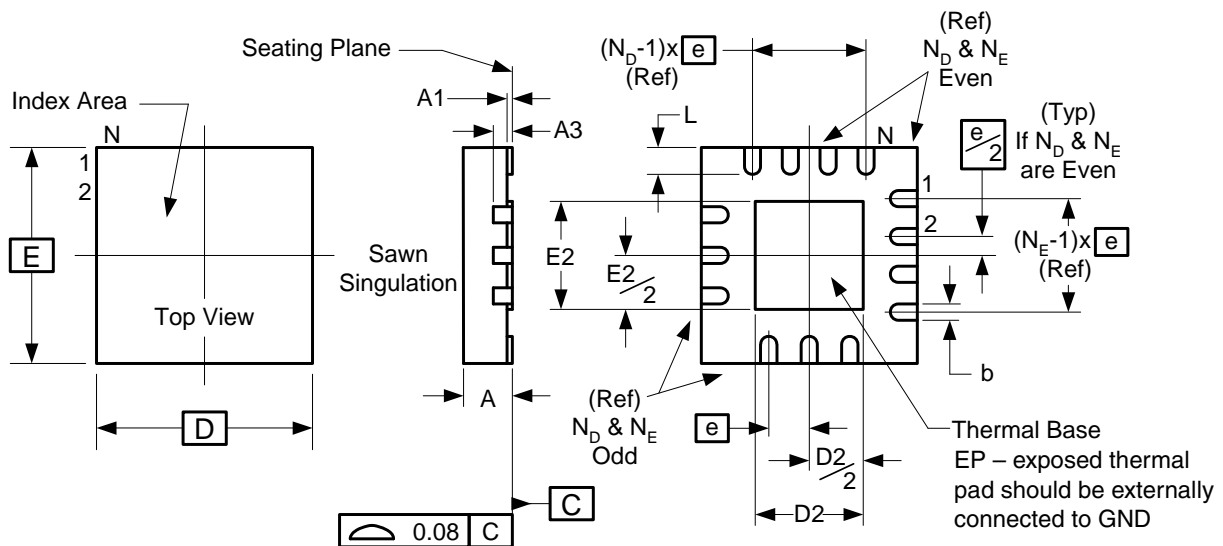 Seating Plane
Index Area
N
1
2
E
Top View
D
A1
A3
Sawn
Singulation
A
0.08 C
C
(N_D-1)x e
(Ref)
(Ref)
N_D & N_E
Even
L
N
e/2
(Typ)
If N_D & N_E
are Even
1
2
(N_E-1)x e
(Ref)
E2
E2/2
b
(Ref)
N_D & N_E
Odd
e
D2/2
D2
Thermal Base
EP – exposed thermal
pad should be externally
connected to GND